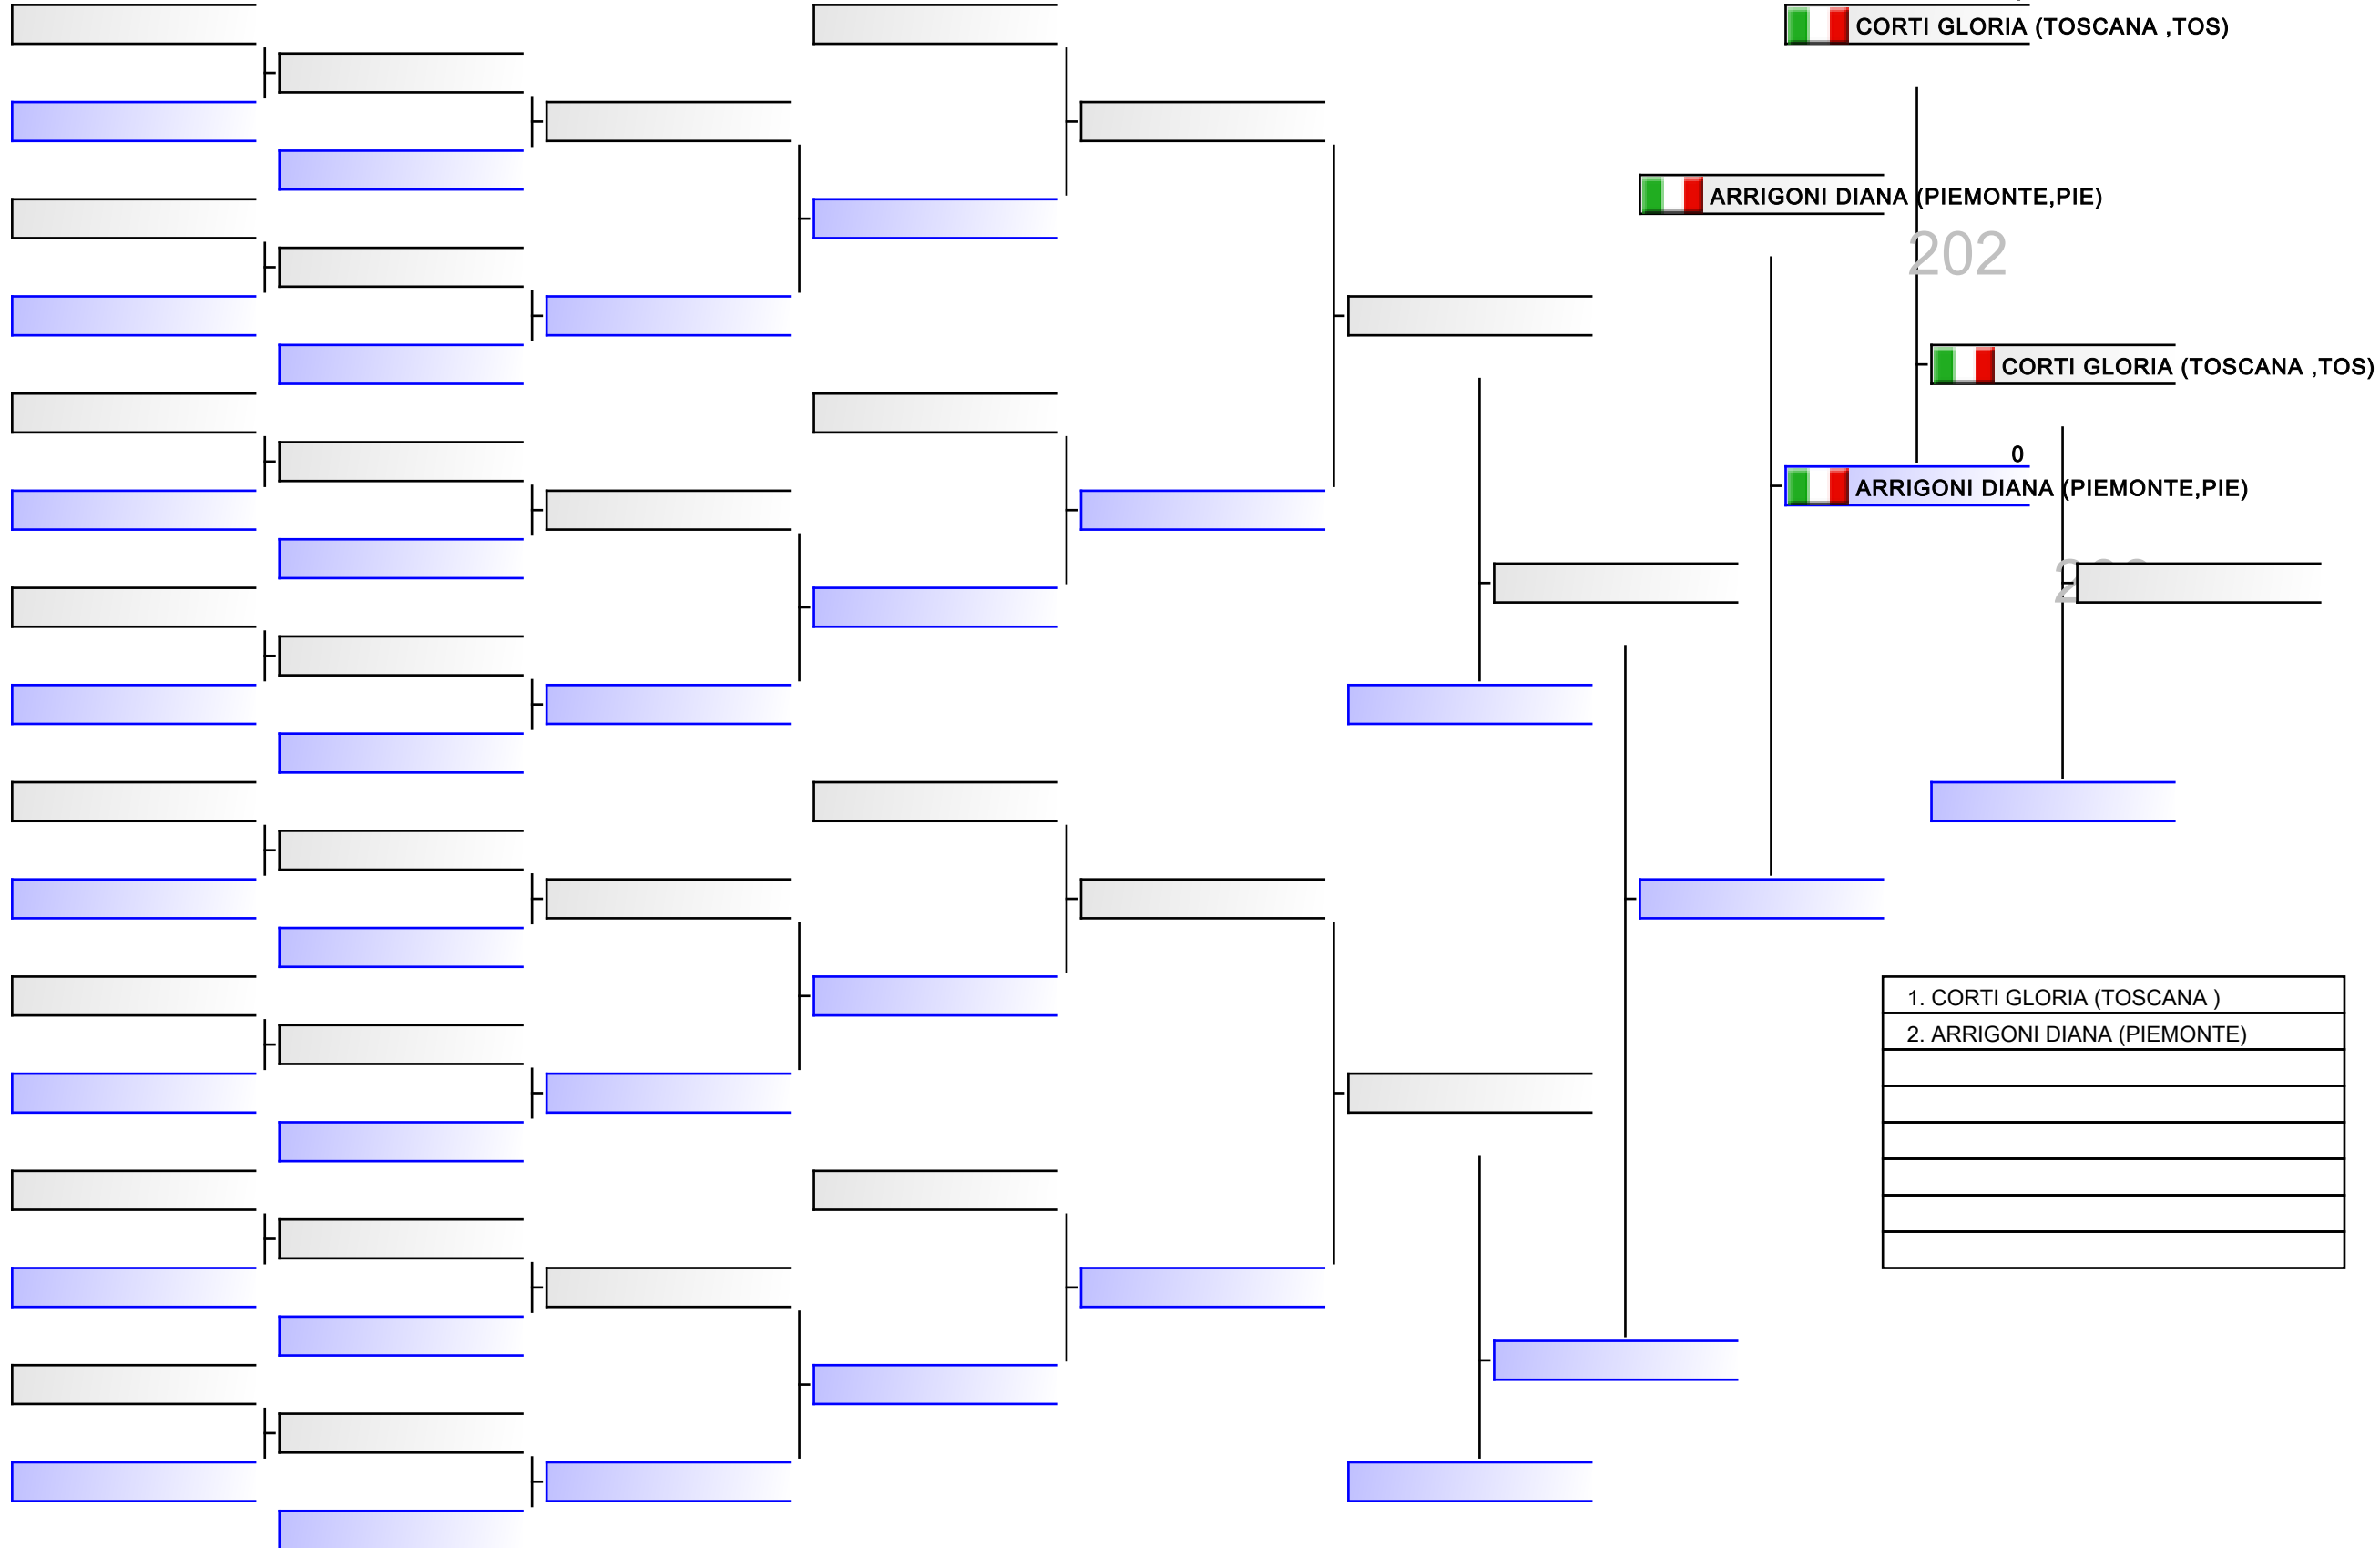 CORTI GLORIA (TOSCANA ,TOS)
ARRIGONI DIANA (PIEMONTE,PIE)
202
CORTI GLORIA (TOSCANA ,TOS)
0
ARRIGONI DIANA (PIEMONTE,PIE)
1. CORTI GLORIA (TOSCANA )
2. ARRIGONI DIANA (PIEMONTE)